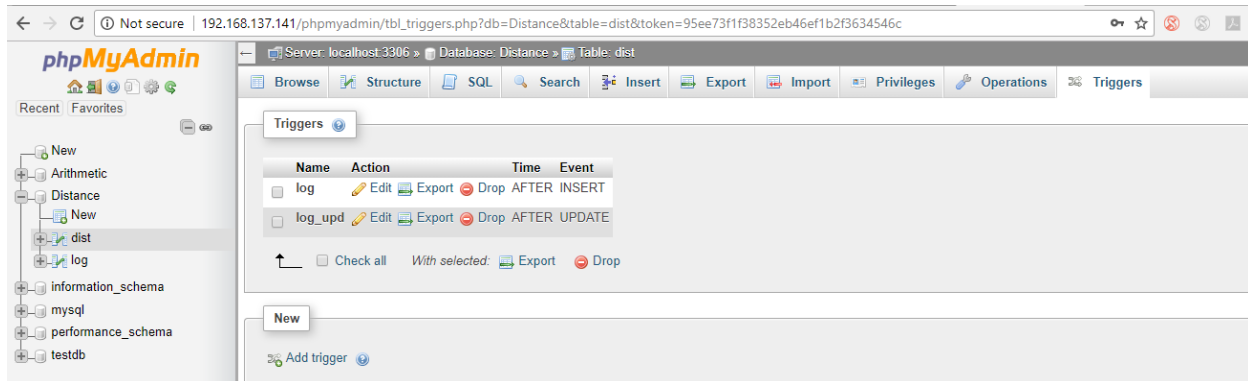 Not secure | 192.168.137.141/phpmyadmin/tbl_triggers.php?db=Distance&table=dist&token=95ee73f1f38352eb46ef1b2f3634546c
phpMyAdmin
Recent Favorites
New
Arithmetic
Distance
New
dist
log
information_schema
mysql
performance_schema
testdb
Server: localhost:3306 » Database: Distance » Table: dist
Browse Structure SQL Search Insert Export Import Privileges Operations Triggers
Triggers
Name Action Time Event
log Edit Export Drop AFTER INSERT
log_upd Edit Export Drop AFTER UPDATE
Check all With selected: Export Drop
New
Add trigger